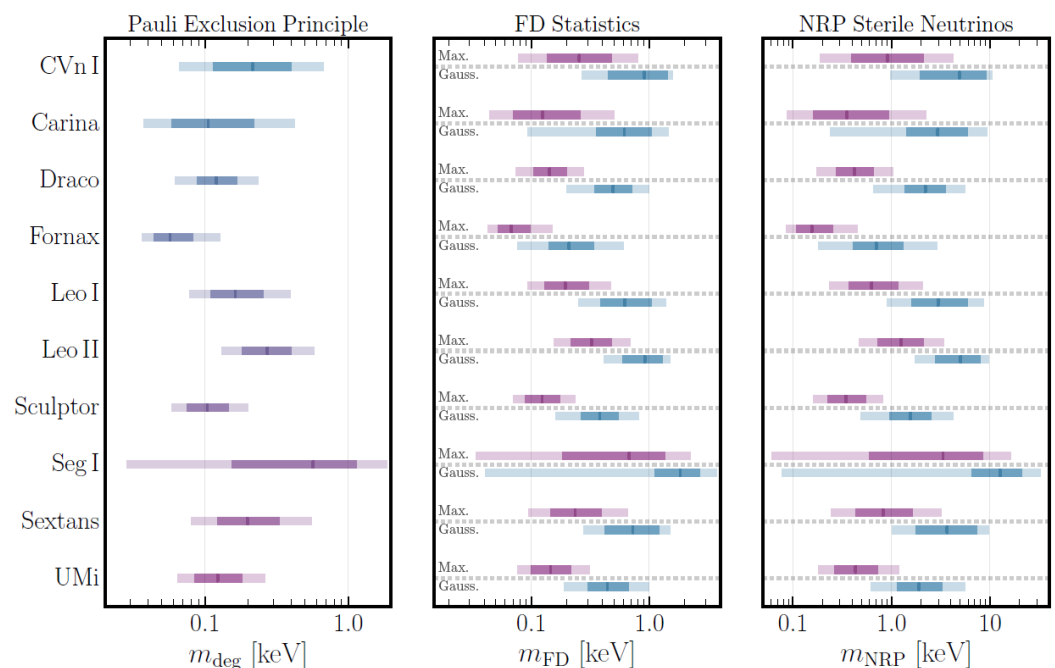 Pauli Exclusion Principle
FD Statistics
NRP Sterile Neutrinos
CVn I
Max.
Gauss.
Carina
Max.
Gauss.
Draco
Max.
Gauss.
Fornax
Max.
Gauss.
Leo I
Max.
Gauss.
Leo II
Max.
Gauss.
Sculptor
Max.
Gauss.
Seg I
Max.
Gauss.
Sextans
Max.
Gauss.
UMi
Max.
Gauss.
0.1 1.0
0.1 1.0
0.1 1.0 10
m_deg [keV]
m_FD [keV]
m_NRP [keV]